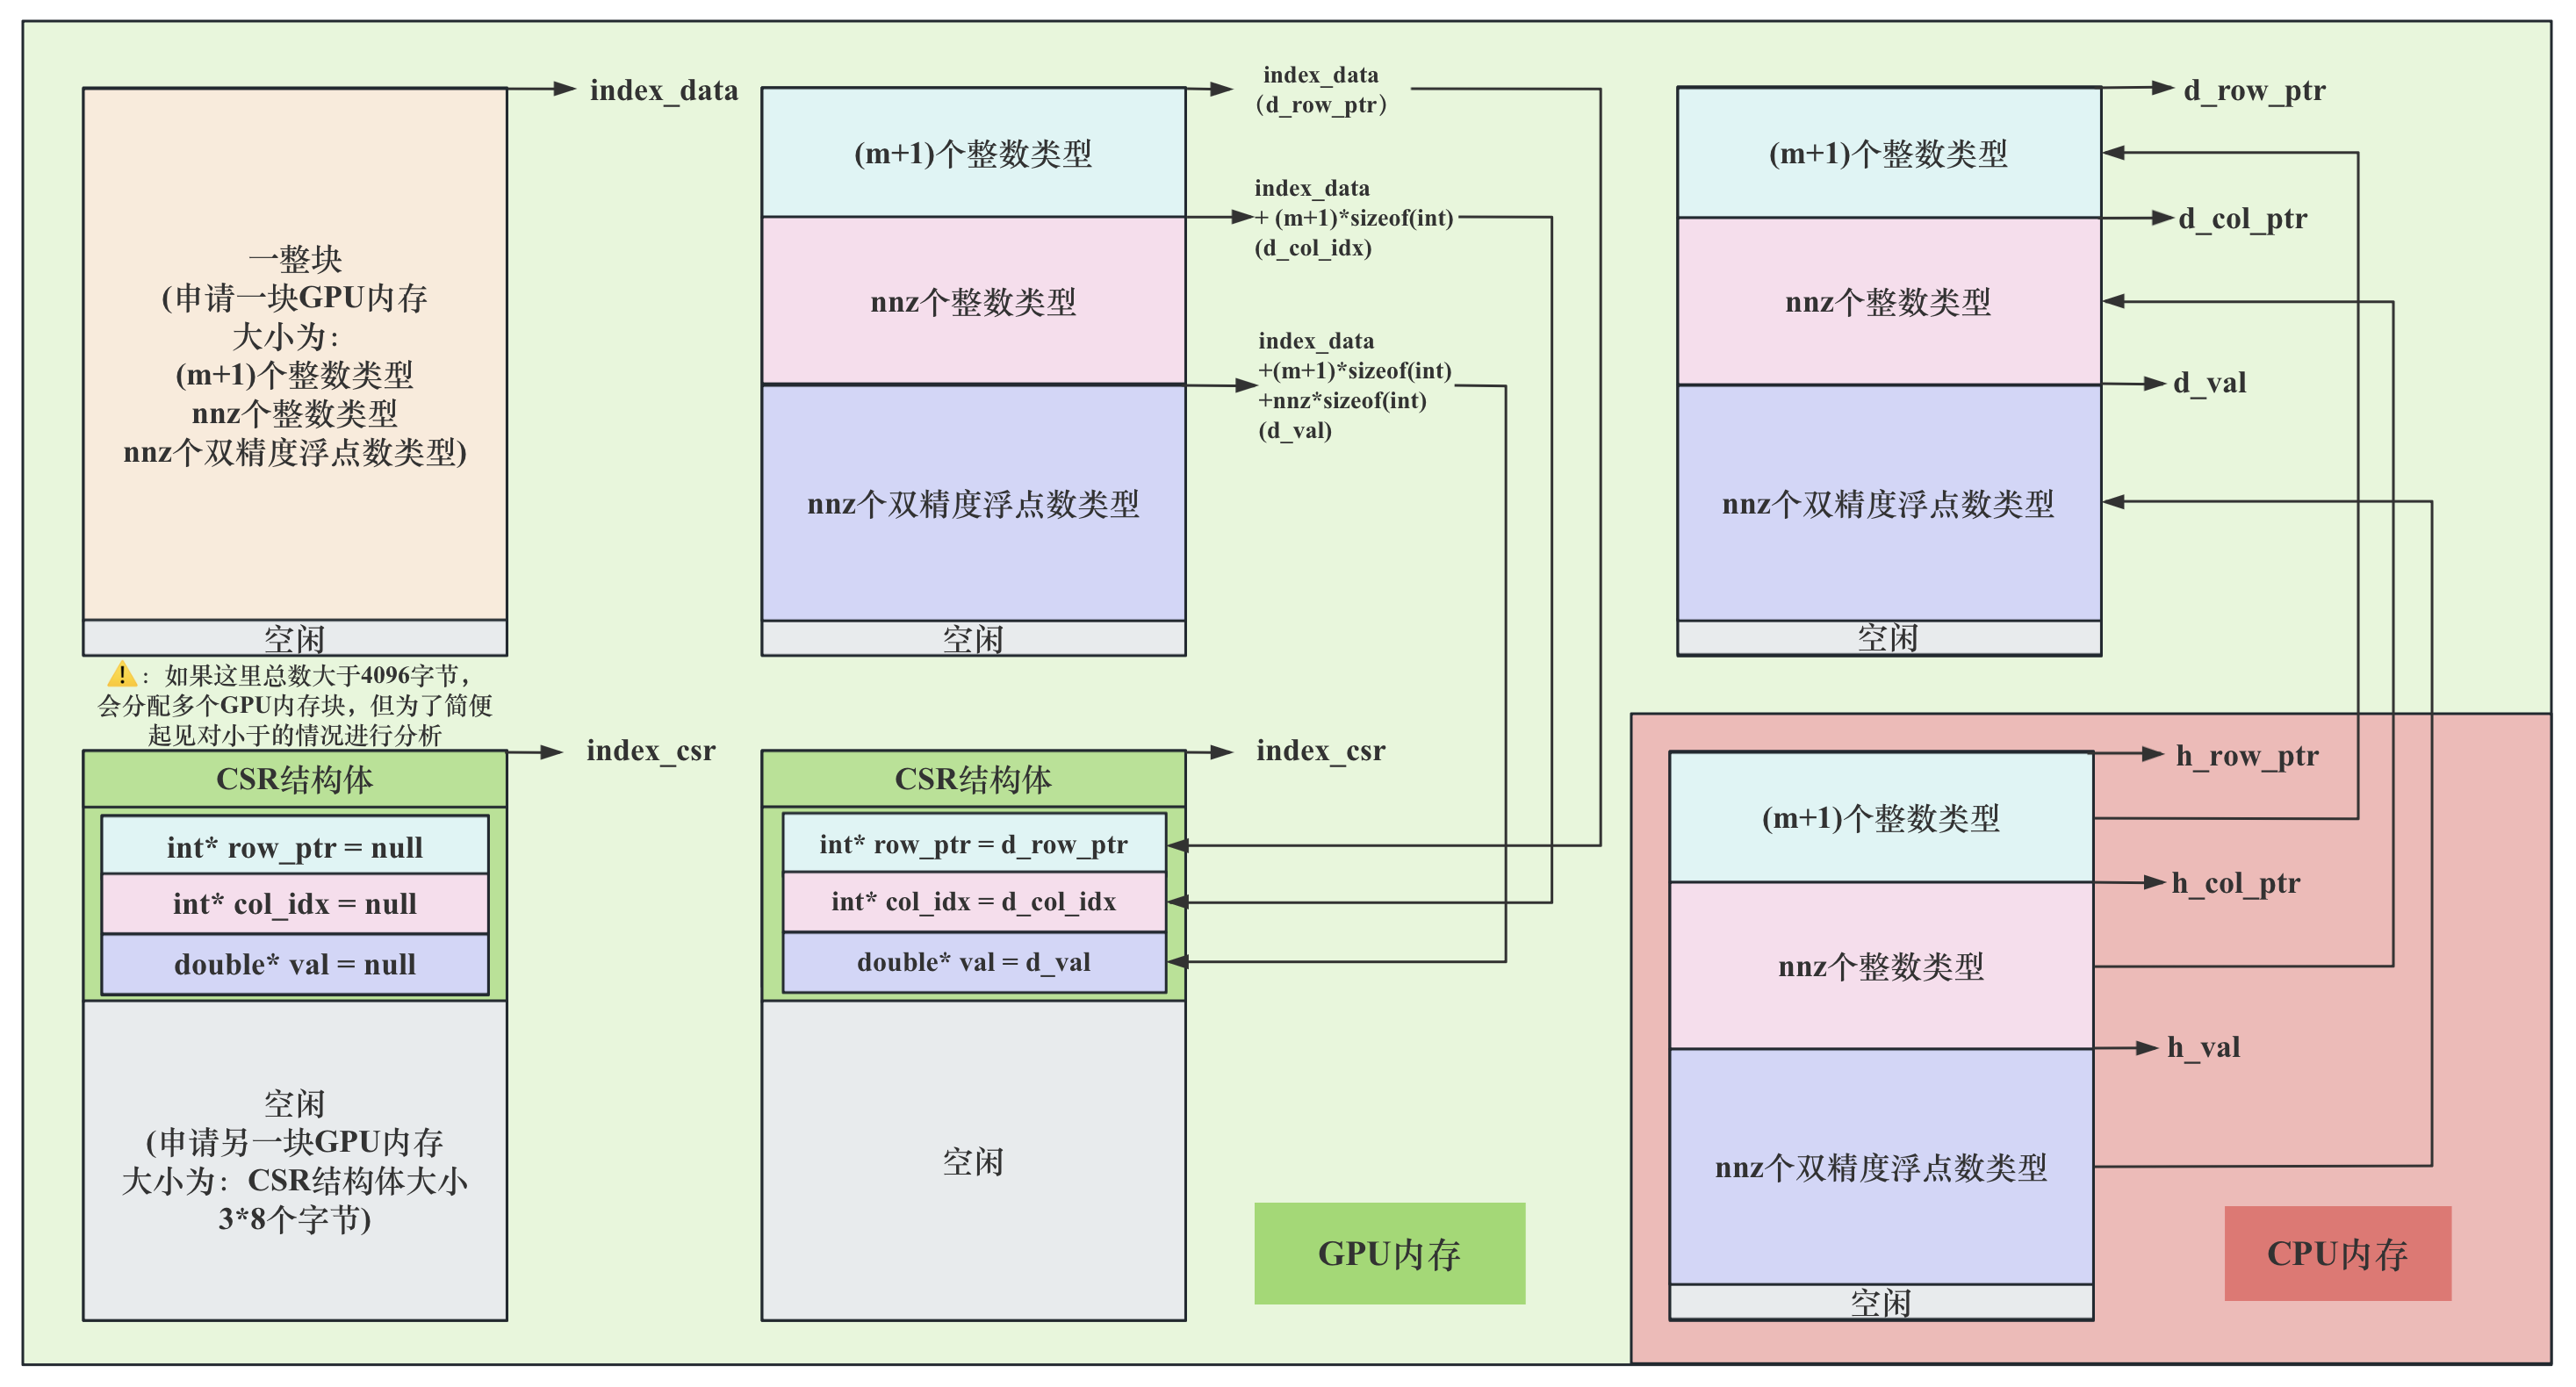 index_data
一整块
(申请一块GPU内存
大小为：
(m+1)个整数类型
nnz个整数类型
nnz个双精度浮点数类型)
空闲
⚠️：如果这里总数大于4096字节，
会分配多个GPU内存块，但为了简便
起见对小于的情况进行分析
index_csr
CSR结构体
int* row_ptr = null
int* col_idx = null
double* val = null
空闲
(申请另一块GPU内存
大小为：CSR结构体大小
3*8个字节)
(m+1)个整数类型
nnz个整数类型
nnz个双精度浮点数类型
空闲
index_data
（d_row_ptr）
index_data
+ (m+1)*sizeof(int)
(d_col_idx)
index_data
+(m+1)*sizeof(int)
+nnz*sizeof(int)
(d_val)
index_csr
CSR结构体
int* row_ptr = d_row_ptr
int* col_idx = d_col_idx
double* val = d_val
空闲
GPU内存
(m+1)个整数类型
nnz个整数类型
nnz个双精度浮点数类型
空闲
d_row_ptr
d_col_ptr
d_val
(m+1)个整数类型
nnz个整数类型
nnz个双精度浮点数类型
空闲
h_row_ptr
h_col_ptr
h_val
CPU内存